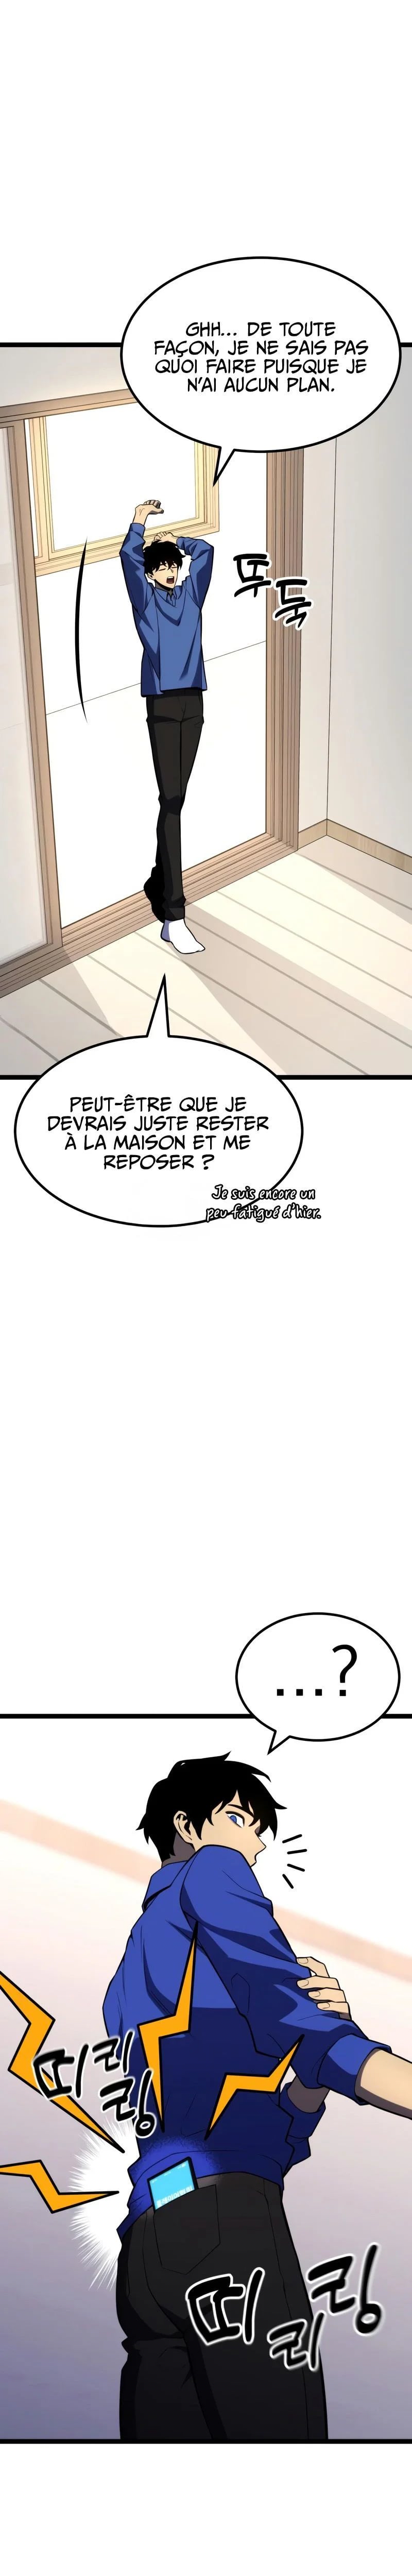 GHH... DE TOUTE
FAÇON, JE NE SAIS PAS
QUOI FAIRE PUISQUE JE
N'AI AUCUN PLAN.
뚜
둑
PEUT-ÊTRE QUE JE
DEVRAIS JUSTE RESTER
À LA MAISON ET ME
REPOSER ?
Je suis encore un
peu fatigué d'hier.
...?
띠리
링
띠리링